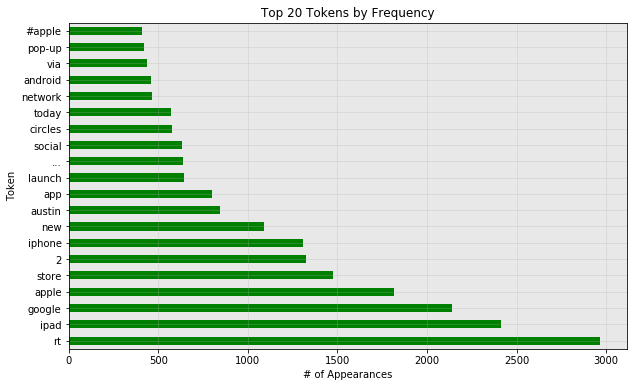 Top 20 Tokens by Frequency
#apple
pop-up
via
android
network
today
circles
social
...
launch
app
austin
new
iphone
2
store
apple
google
ipad
rt
Token
0 500 1000 1500 2000 2500 3000
# of Appearances